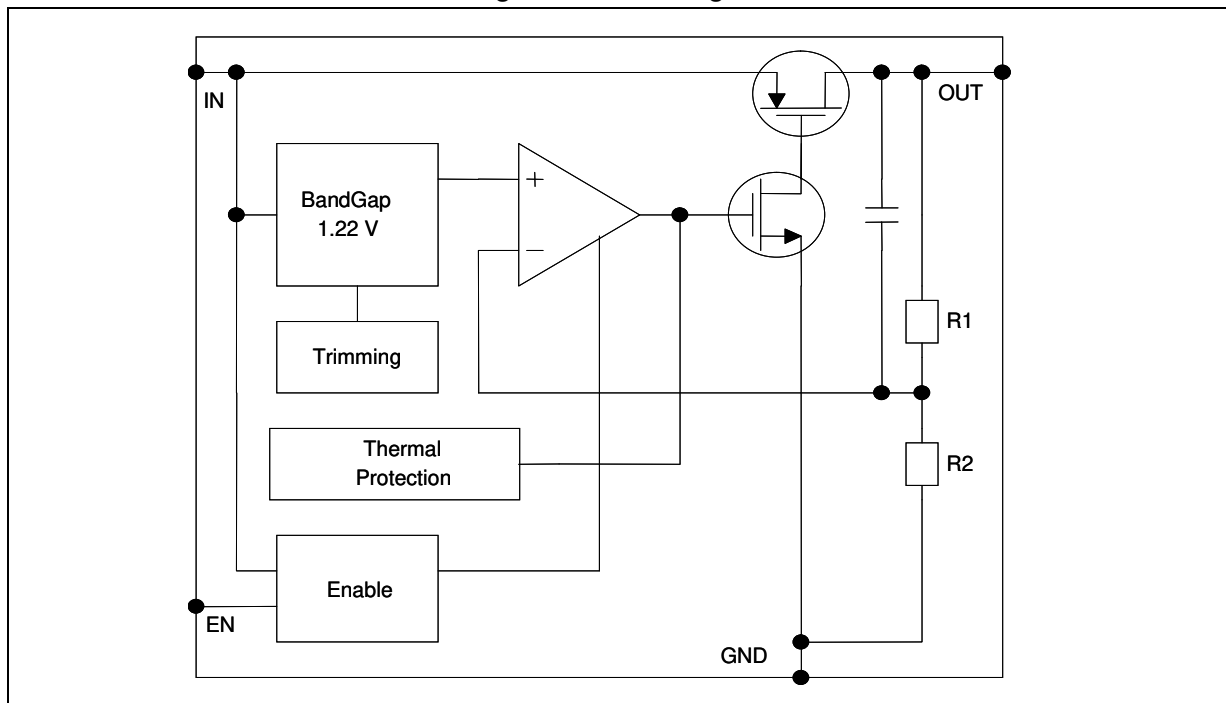 IN
OUT
BandGap
1.22 V
+
−
R1
Trimming
Thermal
Protection
R2
Enable
EN
GND